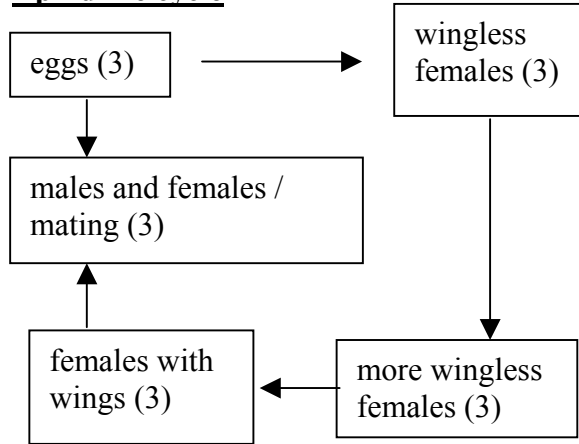 eggs (3)
wingless
females (3)
males and females /
mating (3)
females with
wings (3)
more wingless
females (3)